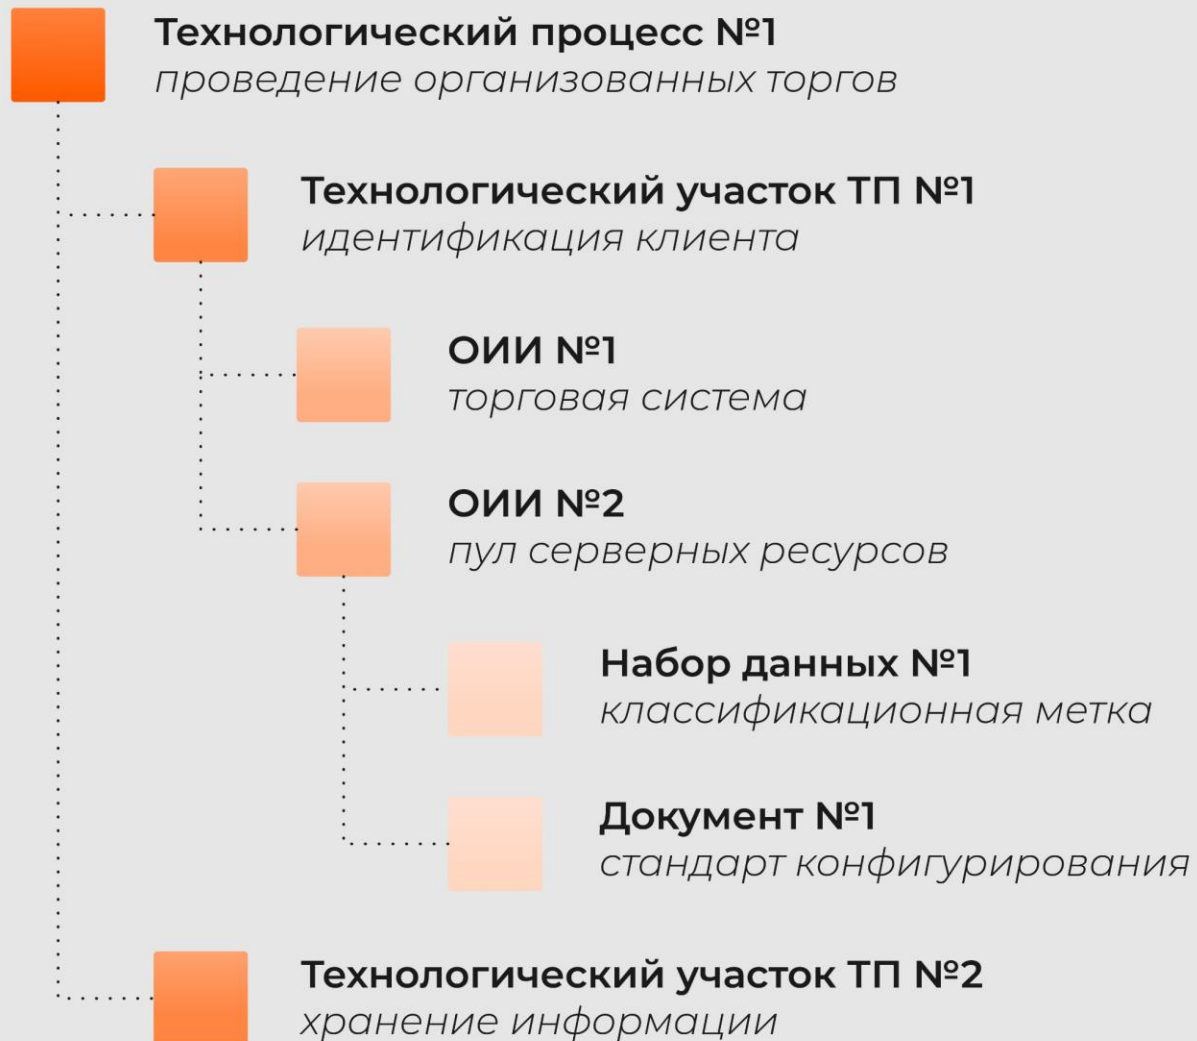 Технологический процесс №1
проведение организованных торгов
Технологический участок ТП №1
идентификация клиента
ОИИ №1
торговая система
ОИИ №2
пул серверных ресурсов
Набор данных №1
классификационная метка
Документ №1
стандарт конфигурирования
Технологический участок ТП №2
хранение информации